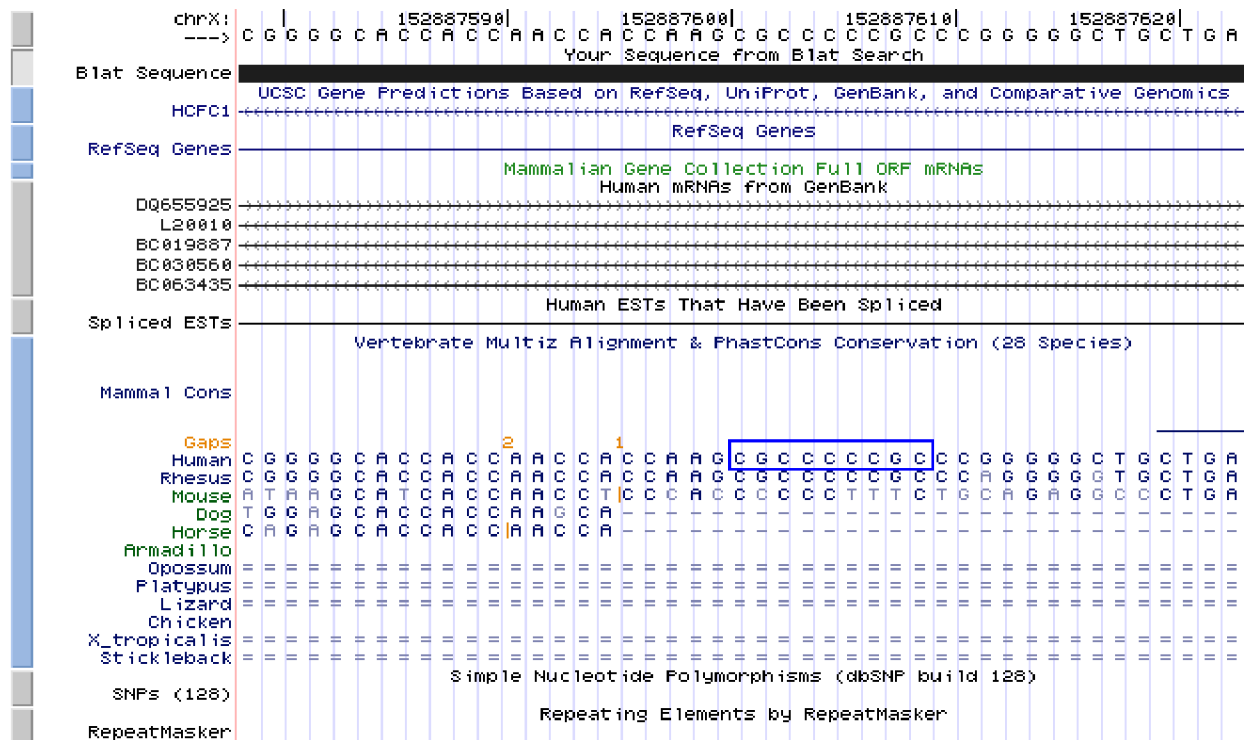 chrX: | 152887590| 152887600| 152887610| 152887620|
---> C G G G G C A C C A C C A A C C A C C A A G C G C C C C C G C C C G G G G G C T G C T G A
Your Sequence from Blat Search
Blat Sequence
UCSC Gene Predictions Based on RefSeq, UniProt, GenBank, and Comparative Genomics
HCFC1
RefSeq Genes
RefSeq Genes
Mammalian Gene Collection Full ORF mRNAs
Human mRNAs from GenBank
DQ655925
L20010
BC019887
BC030560
BC063435
Human ESTs That Have Been Spliced
Spliced ESTs
Vertebrate Multiz Alignment & PhastCons Conservation (28 Species)
Mammal Cons
Gaps 2 1
Human C G G G G C A C C A C C A A C C A C C A A G C G C C C C C G C C C G G G G G C T G C T G A
Rhesus C G G G G C A C C A C C A A C C A C C A A G C G C C C C C G C C C A G G G G G T G C T G A
Mouse A T A A G C A T C A C C A A C C T | C C C A C C C C C C T T C C T G C A G A G G C C C T G A
Dog T G G A G C A C C A C C A A G C A - - - - - - - - - - - - - - - - - - - - - - - - - - - -
Horse C A G A G C A C C A C C | A A C C A - - - - - - - - - - - - - - - - - - - - - - - - - - - -
Armadillo
Opossum = = = = = = = = = = = = = = = = = = = = = = = = = = = = = = = = = = = = = = = = = = = = =
Platypus = = = = = = = = = = = = = = = = = = = = = = = = = = = = = = = = = = = = = = = = = = = = =
Lizard = = = = = = = = = = = = = = = = = = = = = = = = = = = = = = = = = = = = = = = = = = = = =
Chicken
X_tropicalis = = = = = = = = = = = = = = = = = = = = = = = = = = = = = = = = = = = = = = = = = = = = =
Stickleback = = = = = = = = = = = = = = = = = = = = = = = = = = = = = = = = = = = = = = = = = = = = =
Simple Nucleotide Polymorphisms (dbSNP build 128)
SNPs (128)
Repeating Elements by RepeatMasker
RepeatMasker